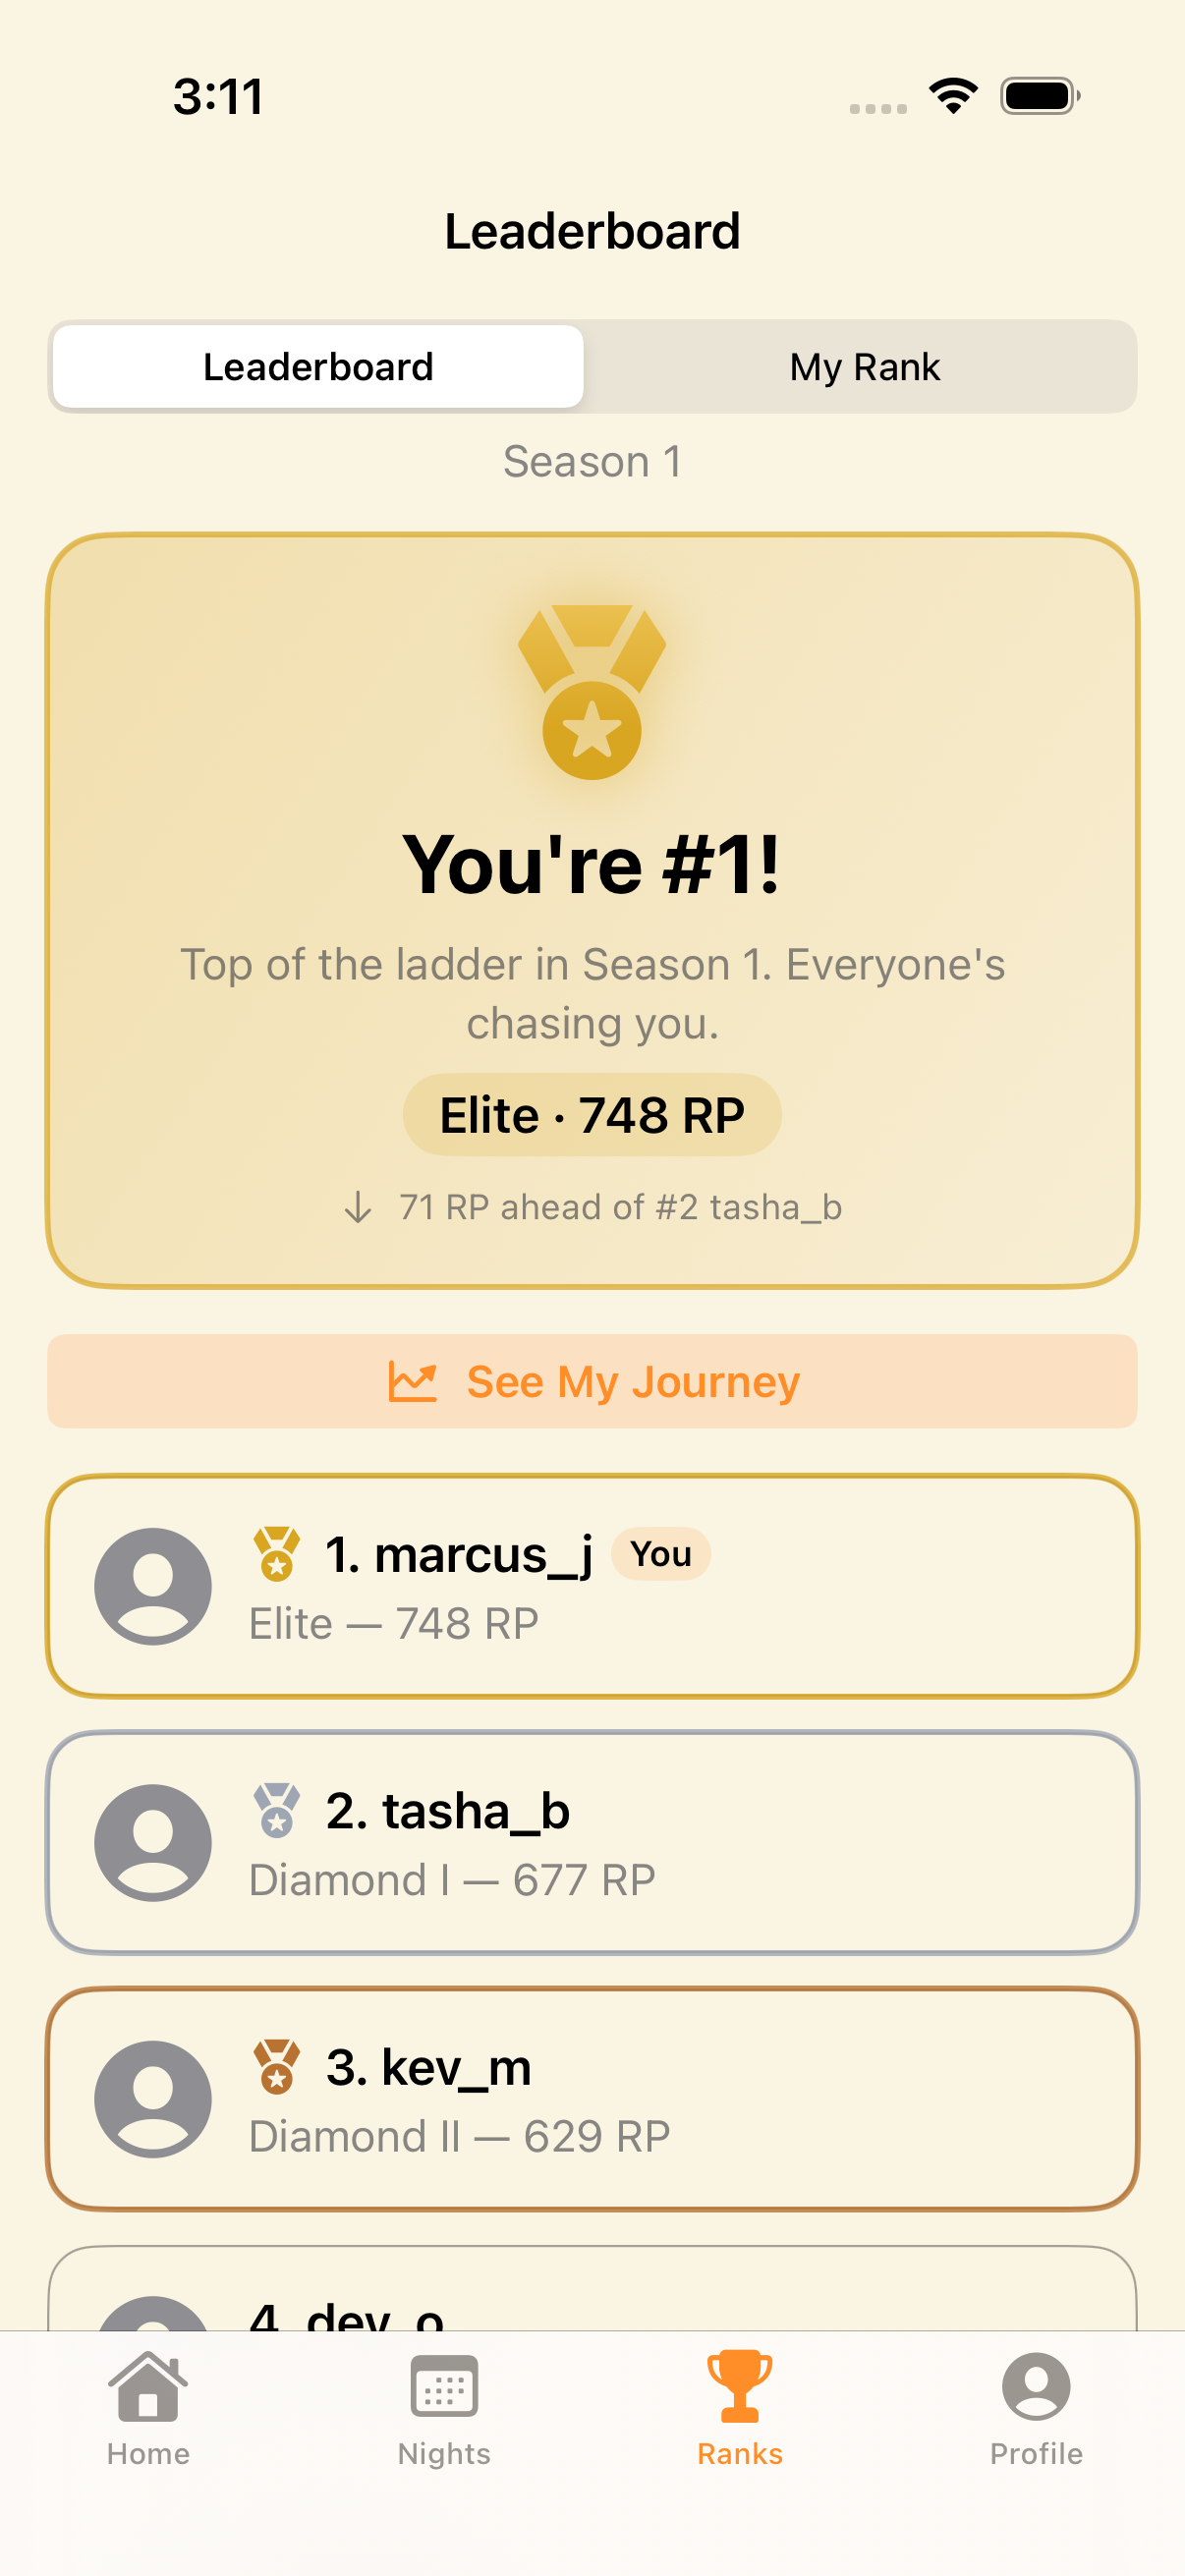 3:11
Leaderboard
Leaderboard
My Rank
Season 1
You're #1!
Top of the ladder in Season 1. Everyone's
chasing you.
Elite · 748 RP
71 RP ahead of #2 tasha_b
See My Journey
1. marcus_j You
Elite — 748 RP
2. tasha_b
Diamond I — 677 RP
3. kev_m
Diamond II — 629 RP
4. dev_o
Home
Nights
Ranks
Profile